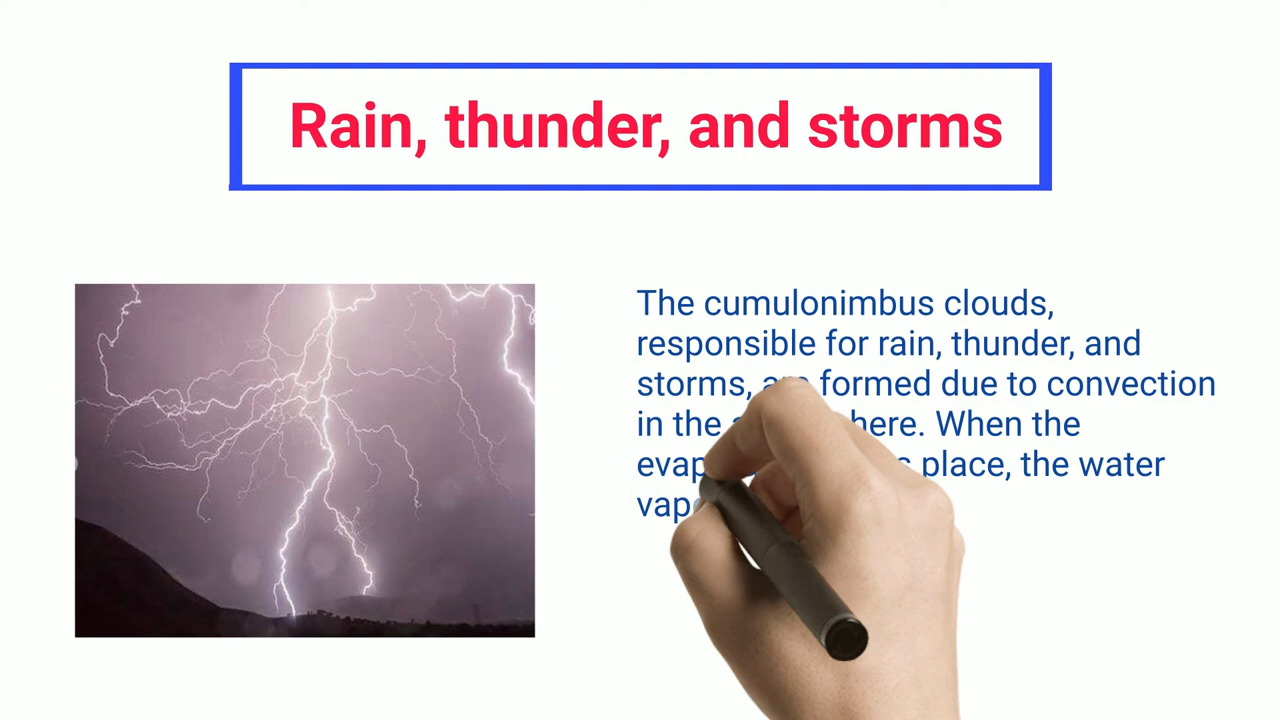 Rain, thunder, and storms
The cumulonimbus clouds,
responsible for rain, thunder, and
storms, formed due to convection
in the When the
place, the water